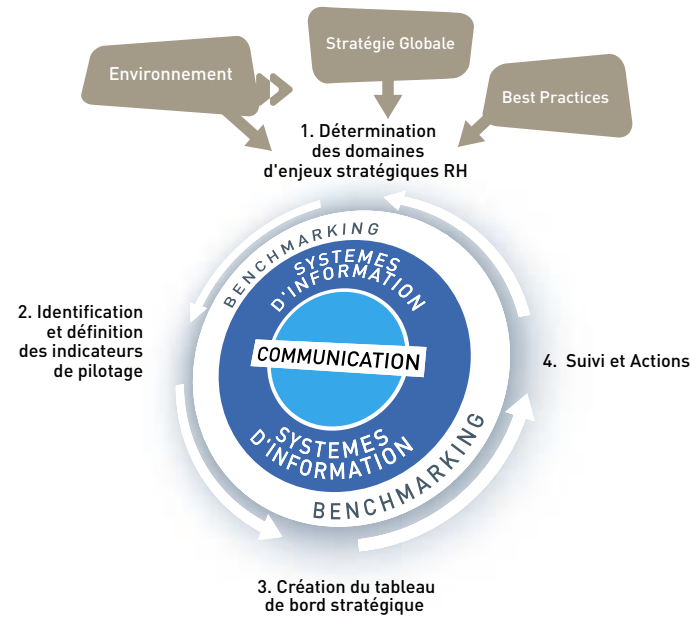 Stratégie Globale
Environnement
Best Practices
1. Détermination
des domaines
d'enjeux stratégiques RH
BENCHMARKING
SYSTEMES
D'INFORMATION
2. Identification
et définition
des indicateurs
de pilotage
COMMUNICATION
4. Suivi et Actions
SYSTEMES
D'INFORMATION
BENCHMARKING
3. Création du tableau
de bord stratégique